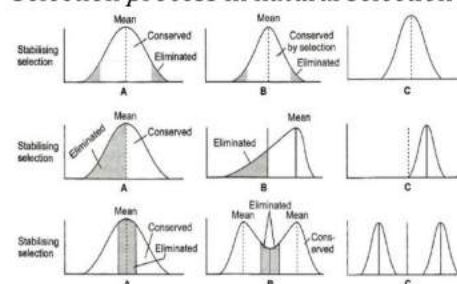 Selection process in natural selection
Mean
Stabilising
selection
Conserved
Eliminated
A
Mean
Conserved
by selection
Eliminated
B
C
Stabilising
selection
Eliminated
Mean
Conserved
A
Eliminated
Mean
B
C
Stabilising
selection
Mean
Conserved
Eliminated
A
Eliminated
Mean
Mean
Cons-
erved
B
C